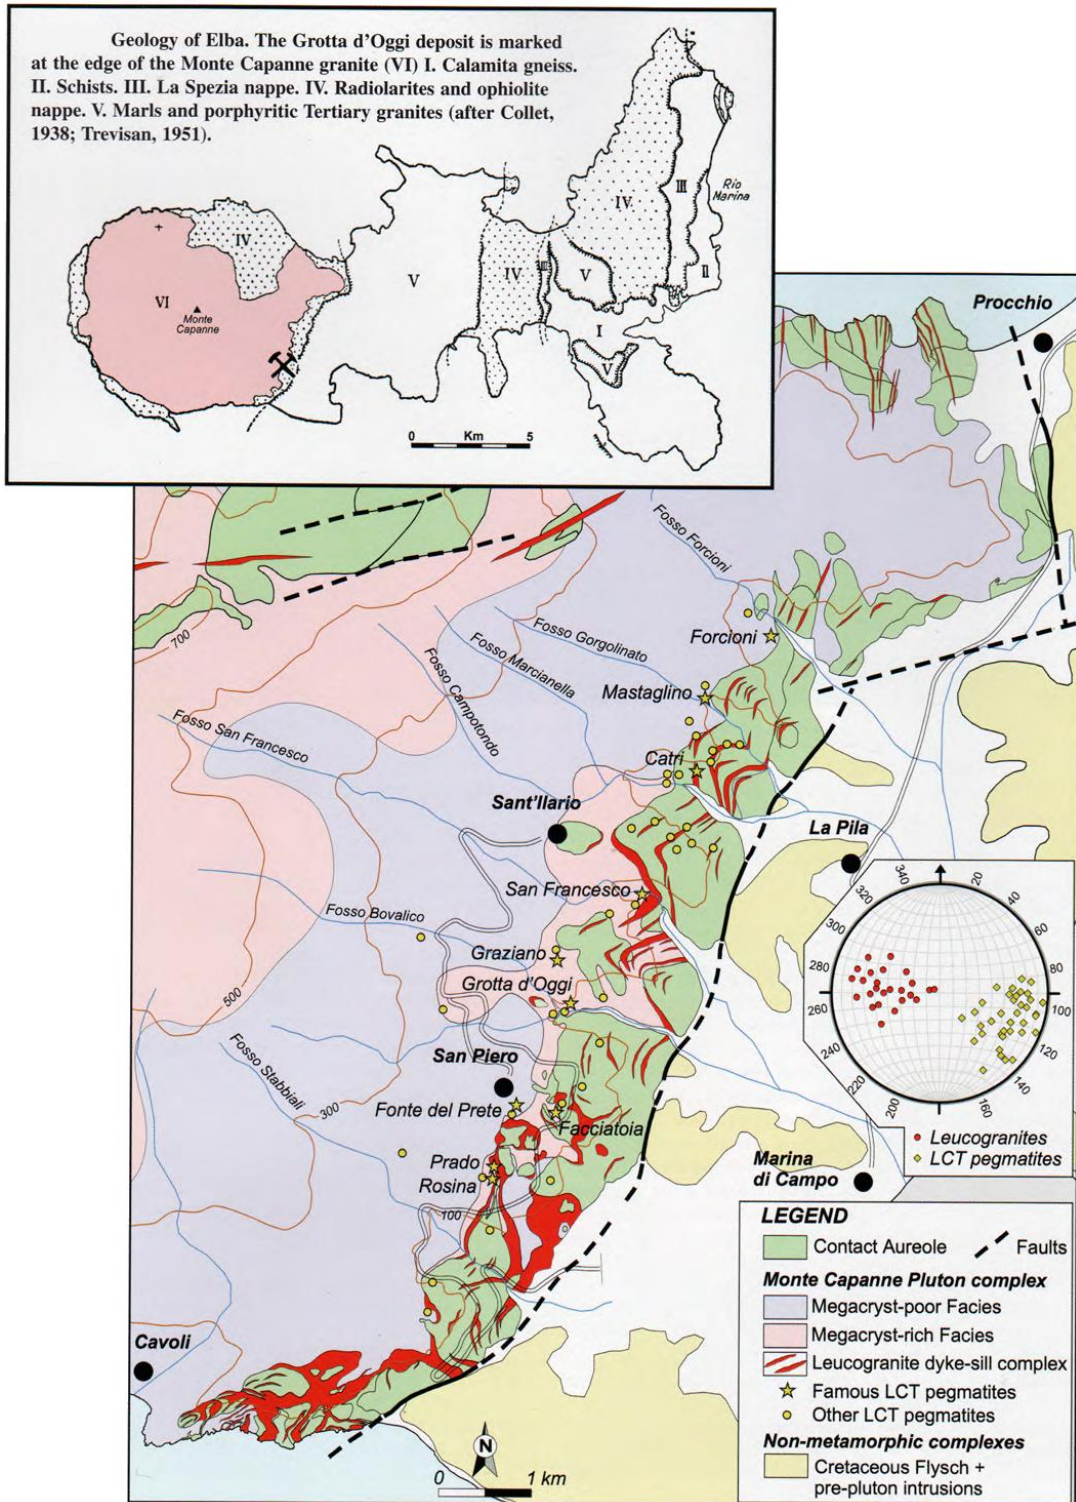 Geology of Elba. The Grotta d'Oggi deposit is marked
at the edge of the Monte Capanne granite (VI) I. Calamita gneiss.
II. Schists. III. La Spezia nappe. IV. Radiolarites and ophiolite
nappe. V. Marls and porphyritic Tertiary granites (after Collet,
1938; Trevisan, 1951).
IV
III
Rio
Marina
IV
V
IV
III
V
II
VI
Monte
Capanne
I
V
0 Km 5
Procchio
Fosso Forcioni
Forcioni
Fosso Gorgolinato
Fosso Marcianella
700
Mastaglino
Fosso Campotondo
Fosso San Francesco
Catri
Sant'Ilario
La Pila
San Francesco
Fosso Bovalico
Graziano
Grotta d'Oggi
500
San Piero
Fosso Stabbiali
300
Fonte del Prete
Facciatoia
Prado
Rosina
100
Marina
di Campo
Cavoli
340
20
320
40
300
60
280
80
260
100
240
120
220
140
200
160
Leucogranites
LCT pegmatites
LEGEND
Contact Aureole Faults
Monte Capanne Pluton complex
Megacryst-poor Facies
Megacryst-rich Facies
Leucogranite dyke-sill complex
Famous LCT pegmatites
Other LCT pegmatites
Non-metamorphic complexes
Cretaceous Flysch +
pre-pluton intrusions
N
0 1 km